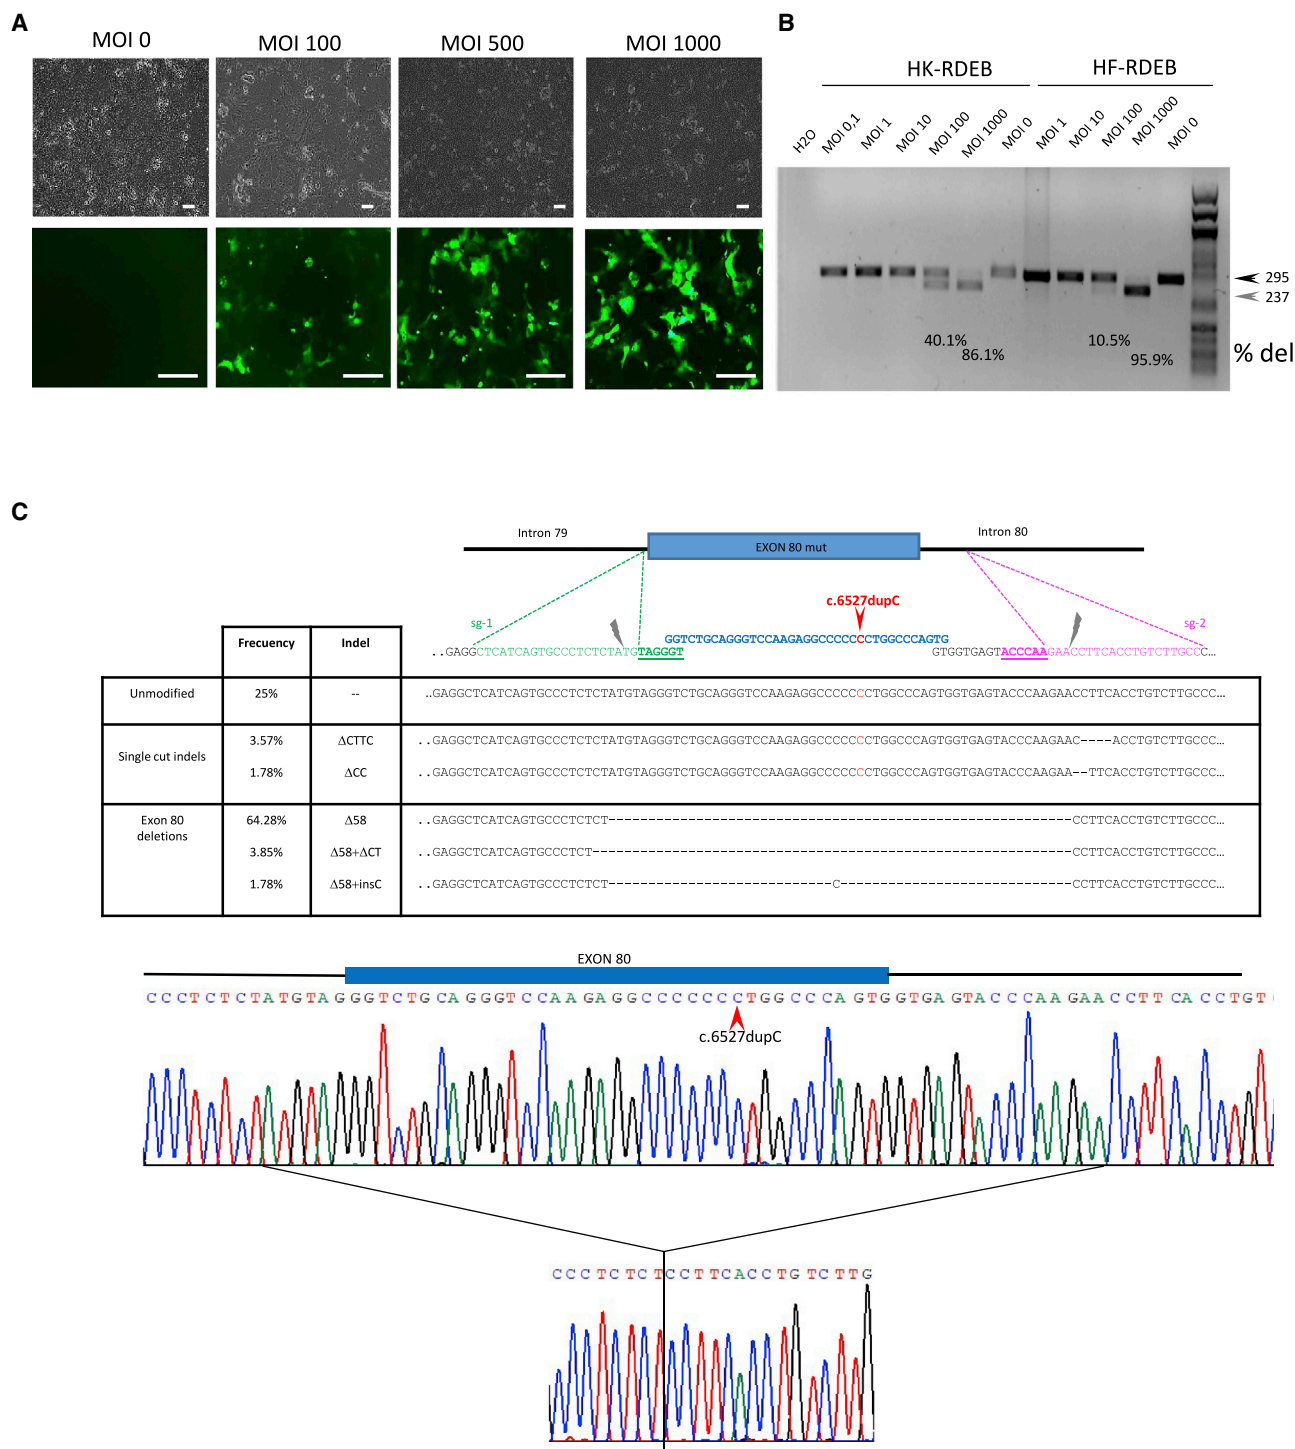 A
MOI 0
MOI 100
MOI 500
MOI 1000
B
HK-RDEB
HF-RDEB
H2O
MOI 0,1
MOI 1
MOI 10
MOI 100
MOI 1000
MOI 0
MOI 1
MOI 10
MOI 100
MOI 1000
MOI 0
295
237
40.1%
86.1%
10.5%
95.9%
% del
C
Intron 79
EXON 80 mut
Intron 80
c.6527dupC
sg-1
sg-2
GGTCTGCAGGGTCCAAGAGGCCCCCCCTGGCCCAGTG
..GAGGCTCATCAGTGCCCTCTCTATGTAGGGT
GTGGTGAGTACCCAAGAACCTTCACCTGTCTTGCCC…
Frecuency
Indel
Unmodified
25%
--
..GAGGCTCATCAGTGCCCTCTCTATGTAGGGTCTGCAGGGTCCAAGAGGCCCCCCCTGGCCCAGTGGTGAGTACCCAAGAACCTTCACCTGTCTTGCCC…
Single cut indels
3.57%
ΔCTTC
..GAGGCTCATCAGTGCCCTCTCTATGTAGGGTCTGCAGGGTCCAAGAGGCCCCCCCTGGCCCAGTGGTGAGTACCCAAGAAC----ACCTGTCTTGCCC…
1.78%
ΔCC
..GAGGCTCATCAGTGCCCTCTCTATGTAGGGTCTGCAGGGTCCAAGAGGCCCCCCCTGGCCCAGTGGTGAGTACCCAAGAA--TTCACCTGTCTTGCCC…
Exon 80
deletions
64.28%
Δ58
..GAGGCTCATCAGTGCCCTCTCT----------------------------------------------------------CCTTCACCTGTCTTGCCC…
3.85%
Δ58+ΔCT
..GAGGCTCATCAGTGCCCTCT------------------------------------------------------------CCTTCACCTGTCTTGCCC…
1.78%
Δ58+insC
..GAGGCTCATCAGTGCCCTCTCT-----------------------------C-----------------------------CCTTCACCTGTCTTGCCC…
EXON 80
CCCTCTCTATGTAGGGTCTGCAGGGTCCAAGAGGCCCCCCCTGGCCCAGTGGTGAGTACCCAAGAACCTTCACCTGT
c.6527dupC
CCCTCTCTCCTTCACCTGTCTTG